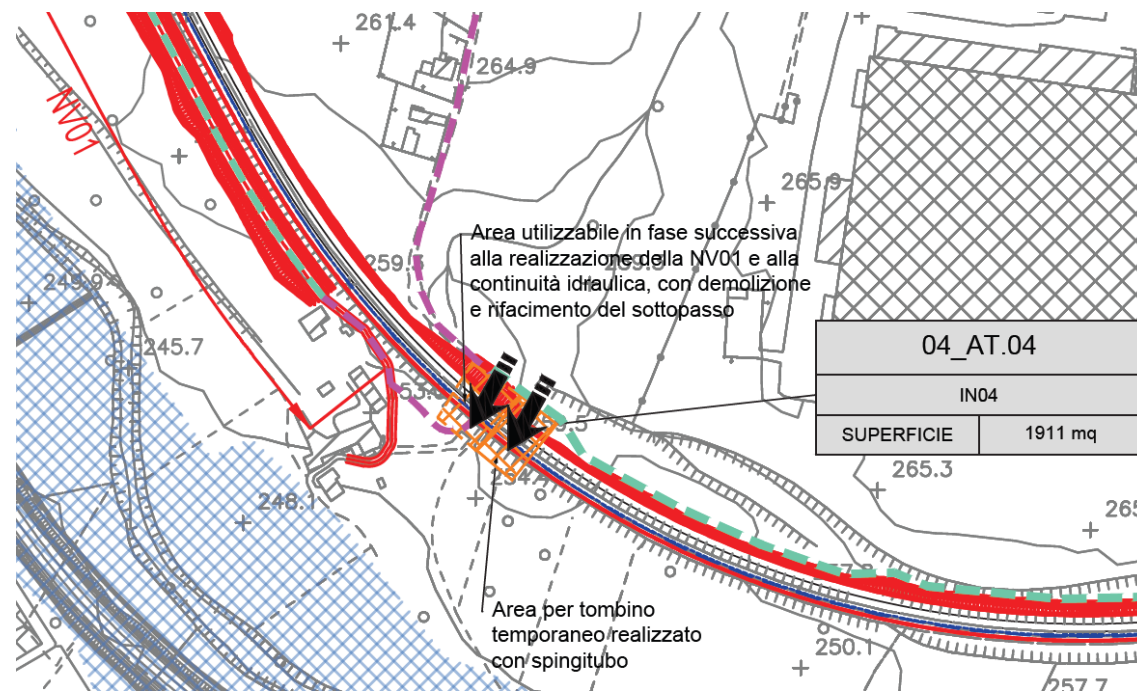 261.4
264.9
NV01
265.9
Area utilizzabile in fase successiva
alla realizzazione della NV01 e alla
continuità idraulica, con demolizione
e rifacimento del sottopasso
249.9
245.7
04_AT.04
IN04
SUPERFICIE 1911 mq
265.3
248.1
Area per tombino
temporaneo realizzato
con spingitubo
250.1
257.7